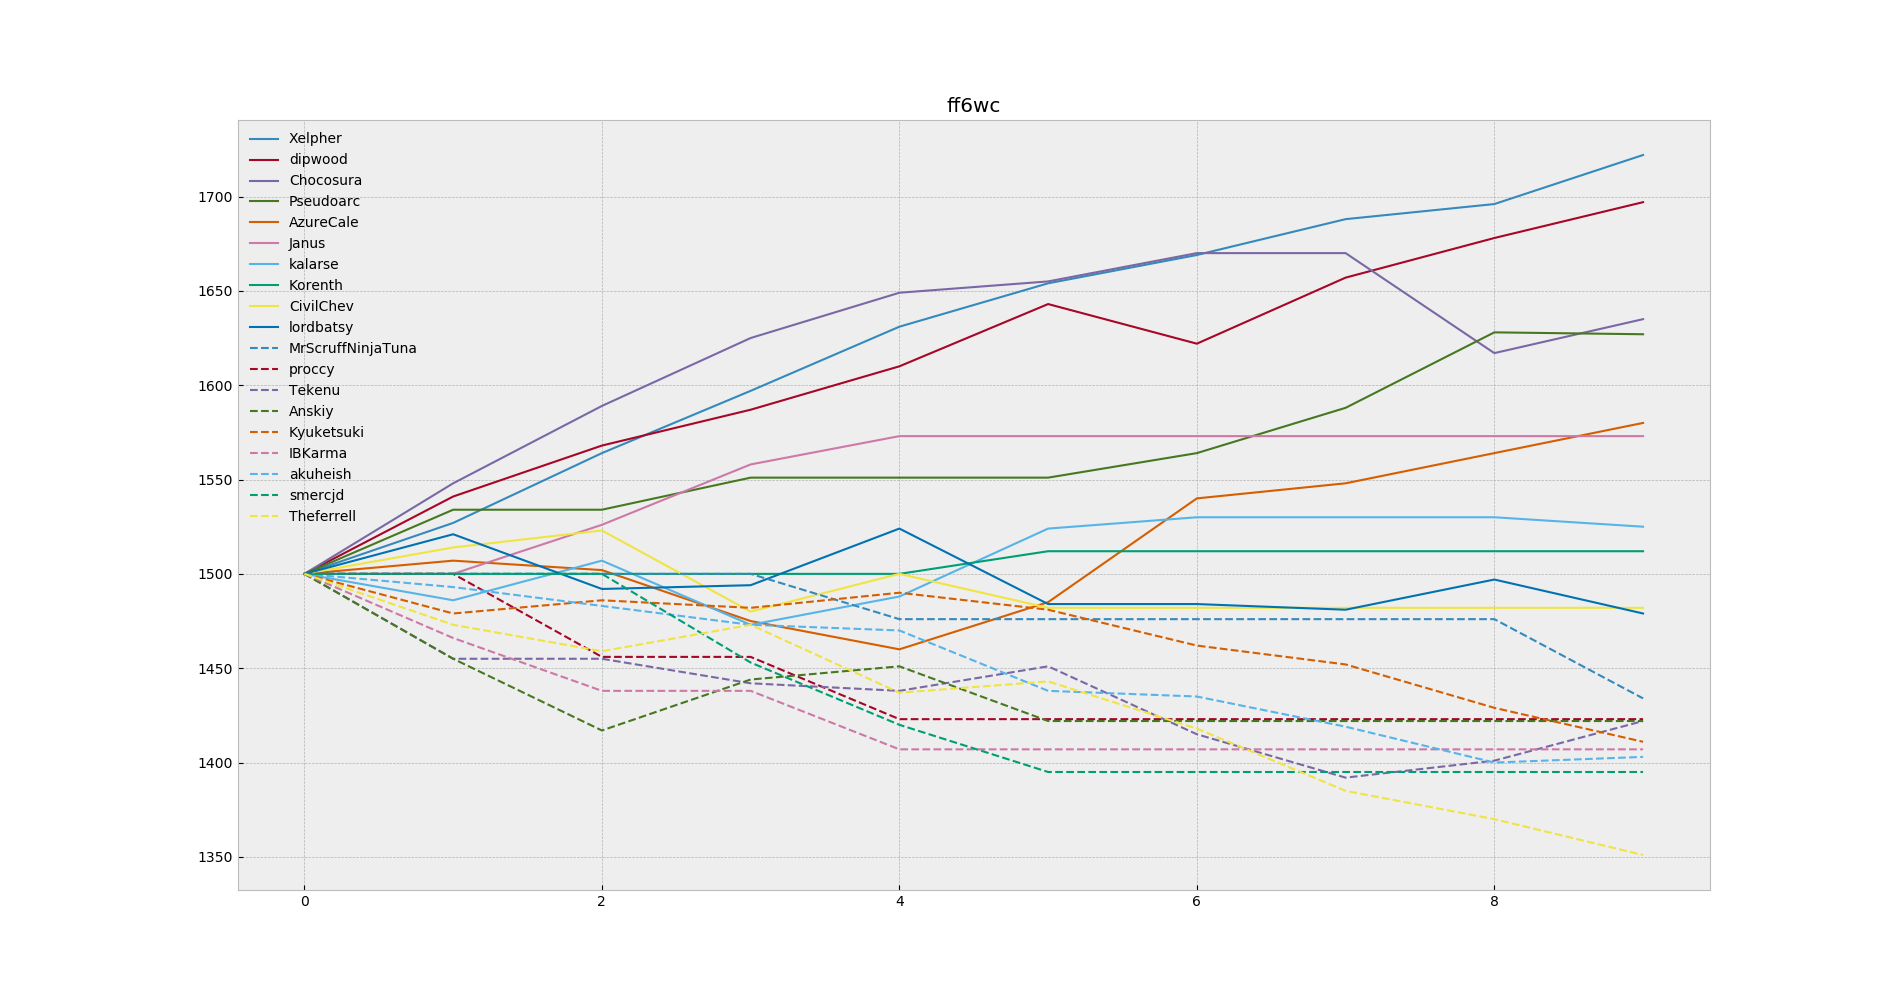 ff6wc
Xelpher
dipwood
Chocosura
Pseudoarc
AzureCale
Janus
kalarse
Korenth
CivilChev
lordbatsy
MrScruffNinjaTuna
proccy
Tekenu
Anskiy
Kyuketsuki
IBKarma
akuheish
smercjd
Theferrell
1700
1650
1600
1550
1500
1450
1400
1350
0 2 4 6 8